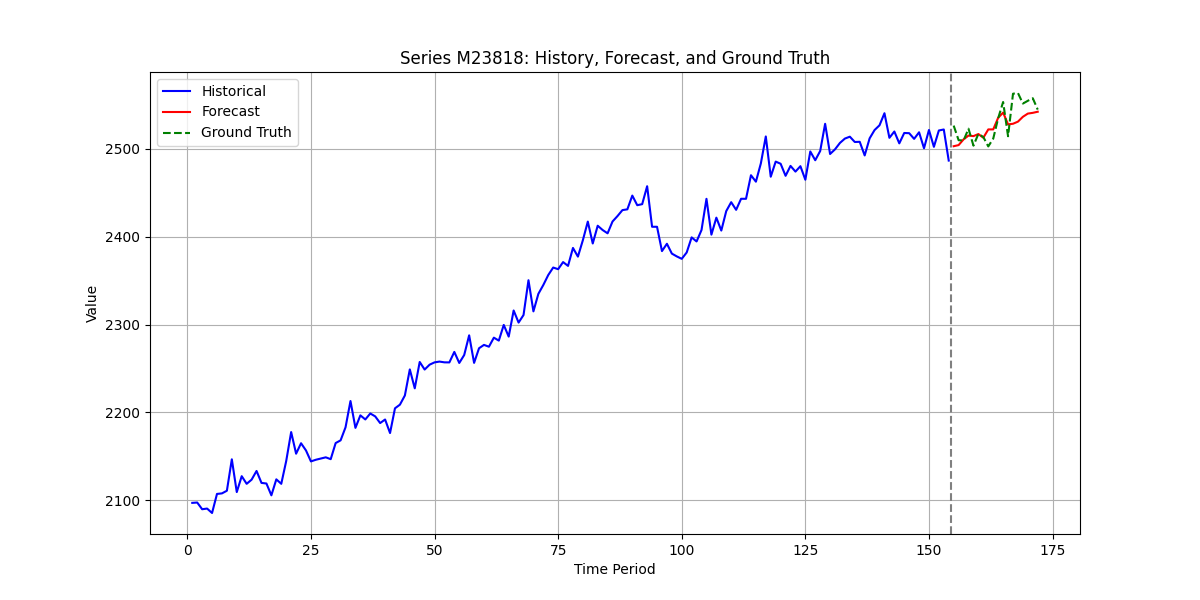 Series M23818: History, Forecast, and Ground Truth
Historical
Forecast
Ground Truth
Value
2500
2400
2300
2200
2100
0 25 50 75 100 125 150 175
Time Period